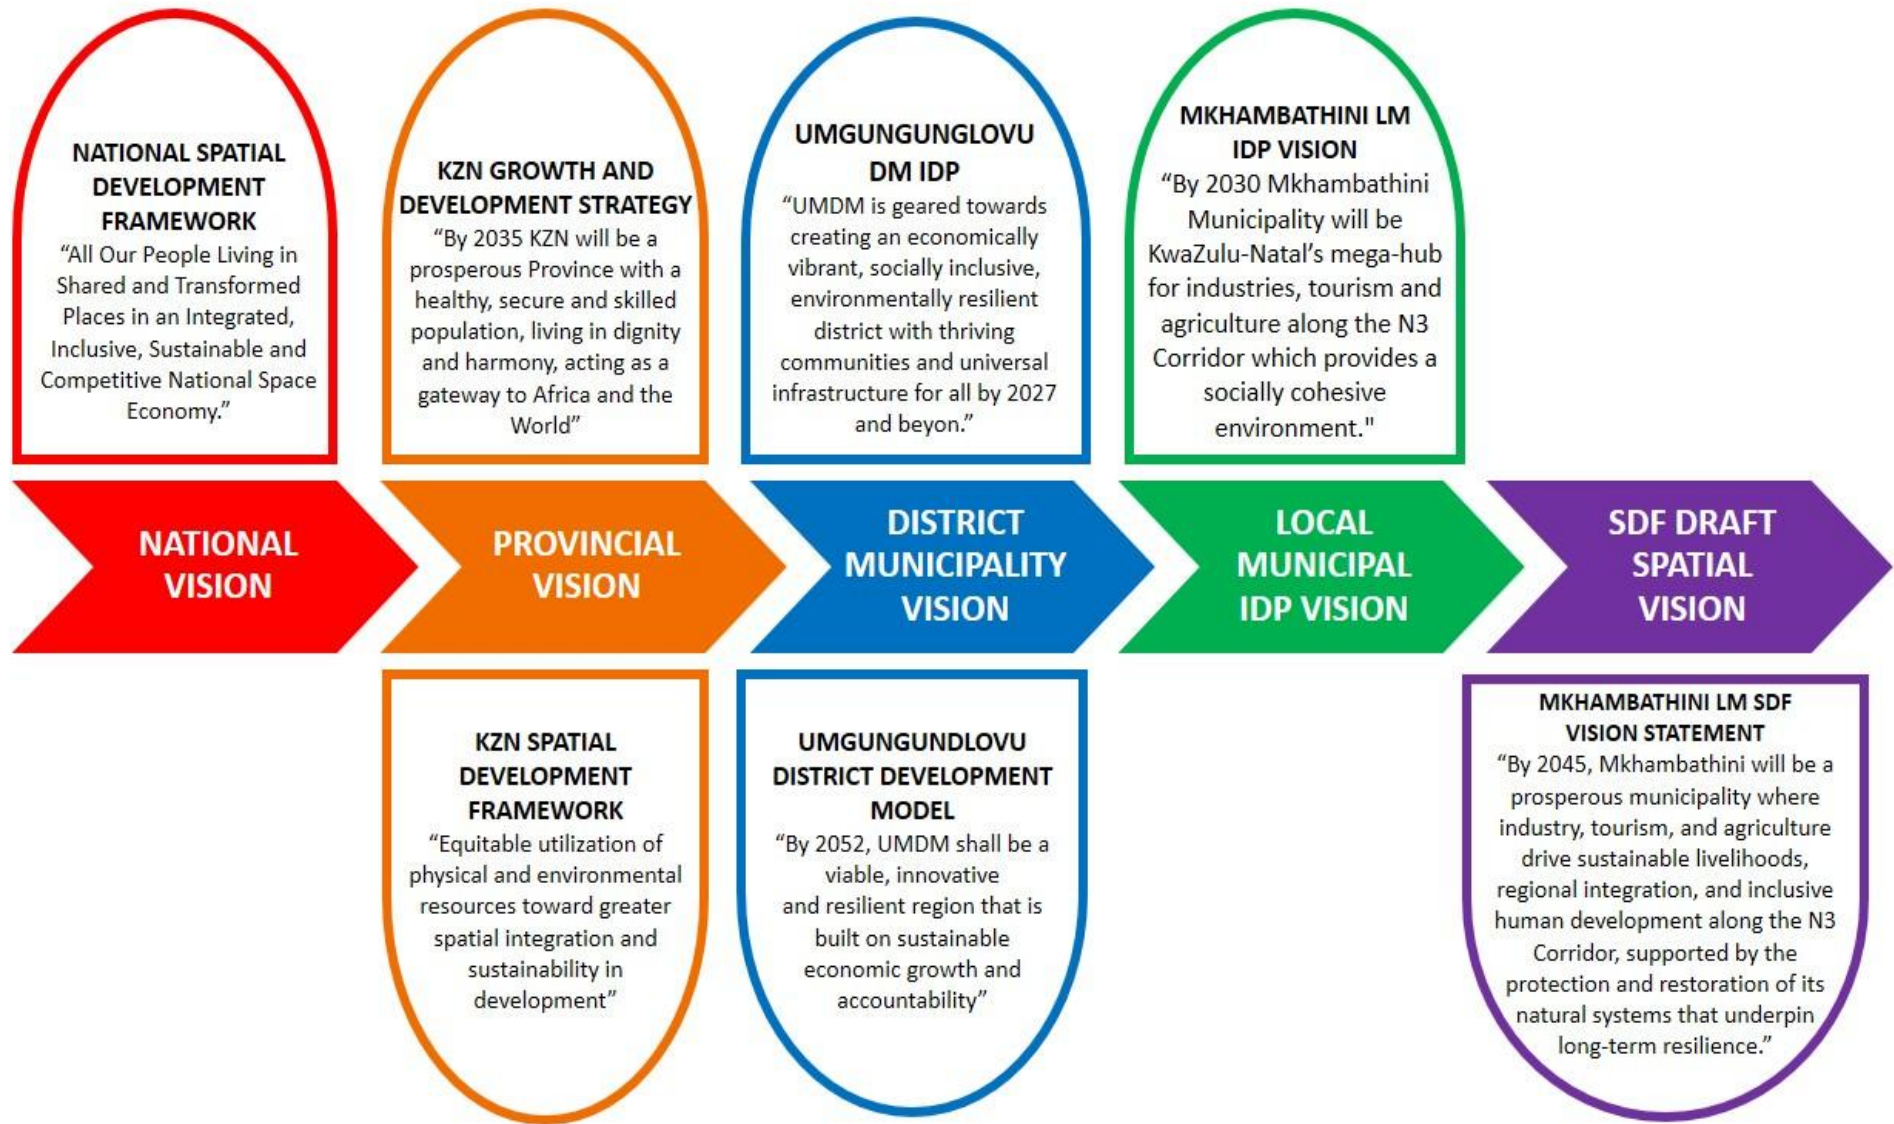 NATIONAL SPATIAL
DEVELOPMENT
FRAMEWORK
“All Our People Living in
Shared and Transformed
Places in an Integrated,
Inclusive, Sustainable and
Competitive National Space
Economy.”
KZN GROWTH AND
DEVELOPMENT STRATEGY
“By 2035 KZN will be a
prosperous Province with a
healthy, secure and skilled
population, living in dignity
and harmony, acting as a
gateway to Africa and the
World”
UMGUNGUNGLOVU
DM IDP
“UMDM is geared towards
creating an economically
vibrant, socially inclusive,
environmentally resilient
district with thriving
communities and universal
infrastructure for all by 2027
and beyon.”
MKHAMBATHINI LM
IDP VISION
“By 2030 Mkhambathini
Municipality will be
KwaZulu-Natal’s mega-hub
for industries, tourism and
agriculture along the N3
Corridor which provides a
socially cohesive
environment."
NATIONAL
VISION
PROVINCIAL
VISION
DISTRICT
MUNICIPALITY
VISION
LOCAL
MUNICIPAL
IDP VISION
SDF DRAFT
SPATIAL
VISION
KZN SPATIAL
DEVELOPMENT
FRAMEWORK
“Equitable utilization of
physical and environmental
resources toward greater
spatial integration and
sustainability in
development”
UMGUNGUNDLOVU
DISTRICT DEVELOPMENT
MODEL
“By 2052, UMDM shall be a
viable, innovative
and resilient region that is
built on sustainable
economic growth and
accountability”
MKHAMBATHINI LM SDF
VISION STATEMENT
“By 2045, Mkhambathini will be a
prosperous municipality where
industry, tourism, and agriculture
drive sustainable livelihoods,
regional integration, and inclusive
human development along the N3
Corridor, supported by the
protection and restoration of its
natural systems that underpin
long-term resilience.”